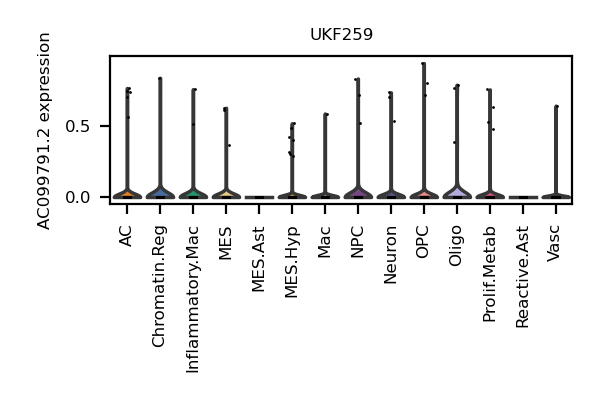 UKF259
AC099791.2 expression
0.5
0.0
AC
Chromatin.Reg
Inflammatory.Mac
MES
MES.Ast
MES.Hyp
Mac
NPC
Neuron
OPC
Oligo
Prolif.Metab
Reactive.Ast
Vasc